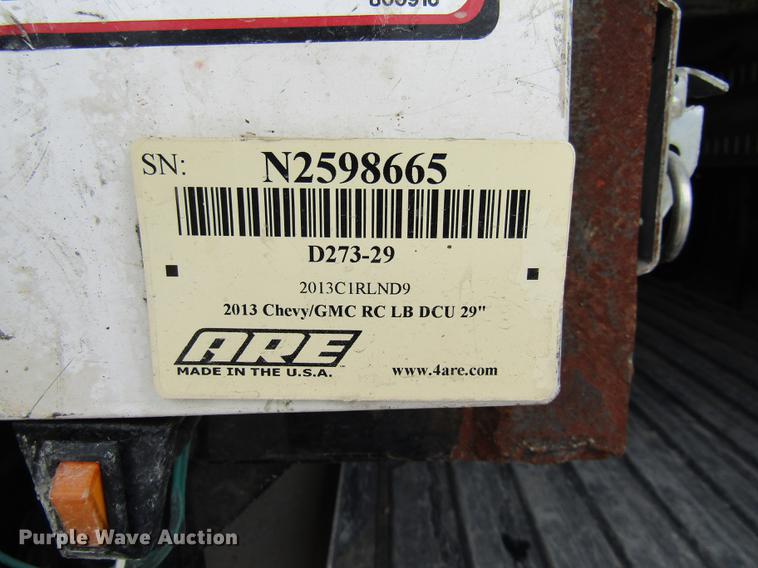 SN: N2598665
D273-29
2013C1RLND9
2013 Chevy/GMC RC LB DCU 29"
ARE
MADE IN THE U.S.A. www.4are.com
Purple Wave Auction